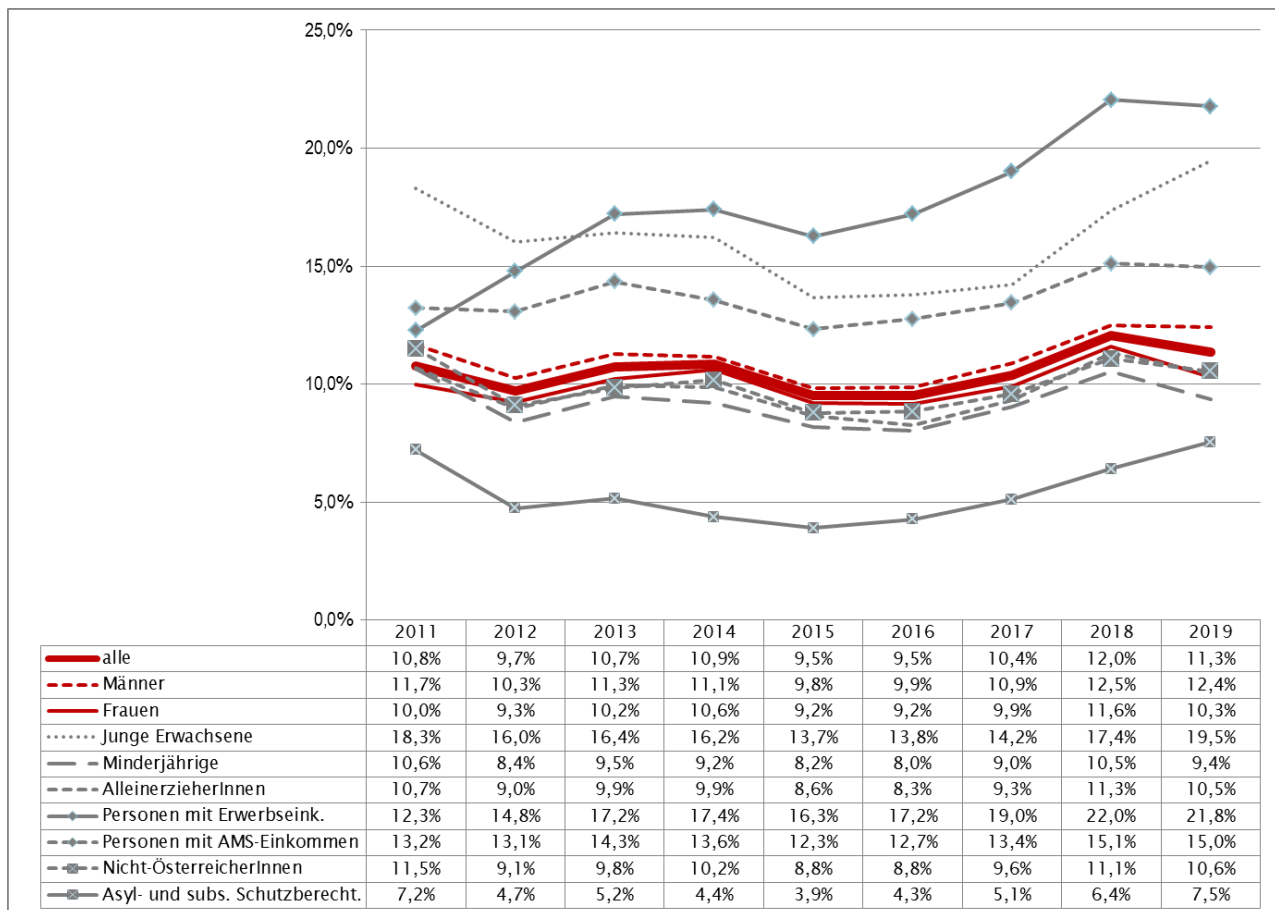 25,0%
20,0%
15,0%
10,0%
5,0%
0,0%
2011 2012 2013 2014 2015 2016 2017 2018 2019
alle 10,8% 9,7% 10,7% 10,9% 9,5% 9,5% 10,4% 12,0% 11,3%
Männer 11,7% 10,3% 11,3% 11,1% 9,8% 9,9% 10,9% 12,5% 12,4%
Frauen 10,0% 9,3% 10,2% 10,6% 9,2% 9,2% 9,9% 11,6% 10,3%
Junge Erwachsene 18,3% 16,0% 16,4% 16,2% 13,7% 13,8% 14,2% 17,4% 19,5%
Minderjährige 10,6% 8,4% 9,5% 9,2% 8,2% 8,0% 9,0% 10,5% 9,4%
AlleinerzieherInnen 10,7% 9,0% 9,9% 9,9% 8,6% 8,3% 9,3% 11,3% 10,5%
Personen mit Erwerbseink. 12,3% 14,8% 17,2% 17,4% 16,3% 17,2% 19,0% 22,0% 21,8%
Personen mit AMS-Einkommen 13,2% 13,1% 14,3% 13,6% 12,3% 12,7% 13,4% 15,1% 15,0%
Nicht-ÖsterreicherInnen 11,5% 9,1% 9,8% 10,2% 8,8% 8,8% 9,6% 11,1% 10,6%
Asyl- und subs. Schutzberecht. 7,2% 4,7% 5,2% 4,4% 3,9% 4,3% 5,1% 6,4% 7,5%